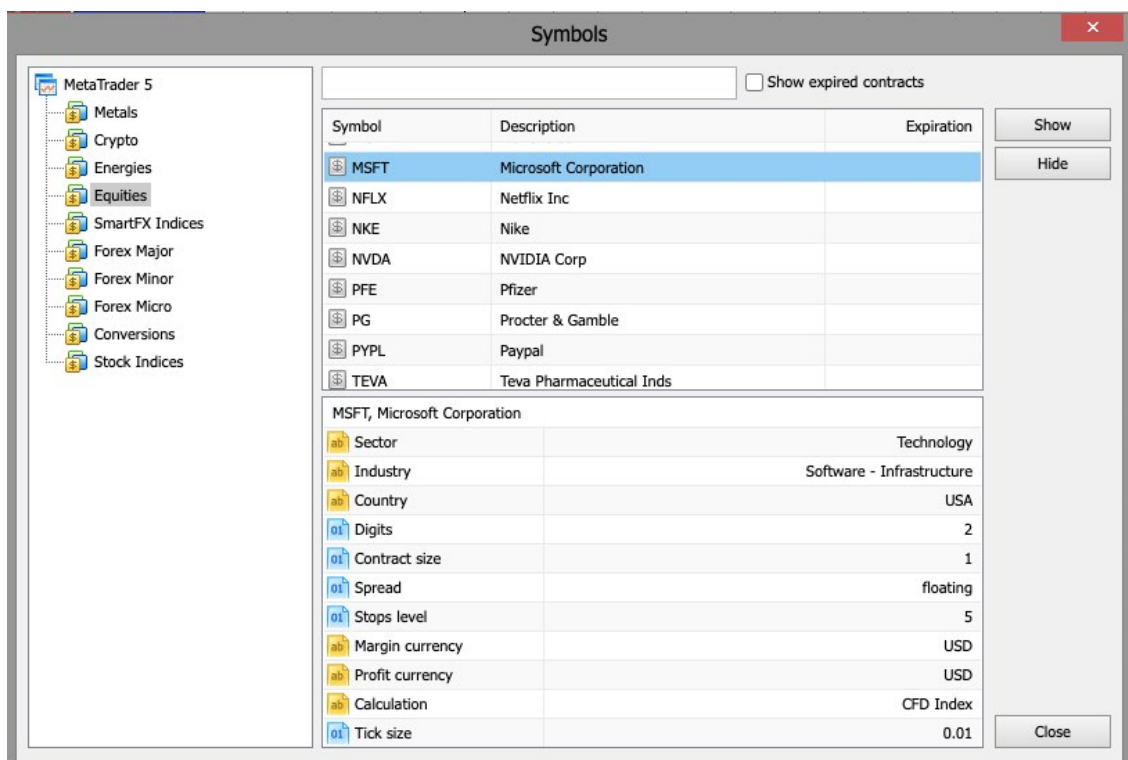 Symbols
MetaTrader 5
Metals
Crypto
Energies
Equities
SmartFX Indices
Forex Major
Forex Minor
Forex Micro
Conversions
Stock Indices
Show expired contracts
Symbol Description Expiration
MSFT Microsoft Corporation
NFLX Netflix Inc
NKE Nike
NVDA NVIDIA Corp
PFE Pfizer
PG Procter & Gamble
PYPL Paypal
TEVA Teva Pharmaceutical Inds
MSFT, Microsoft Corporation
Sector Technology
Industry Software - Infrastructure
Country USA
Digits 2
Contract size 1
Spread floating
Stops level 5
Margin currency USD
Profit currency USD
Calculation CFD Index
Tick size 0.01
Show
Hide
Close